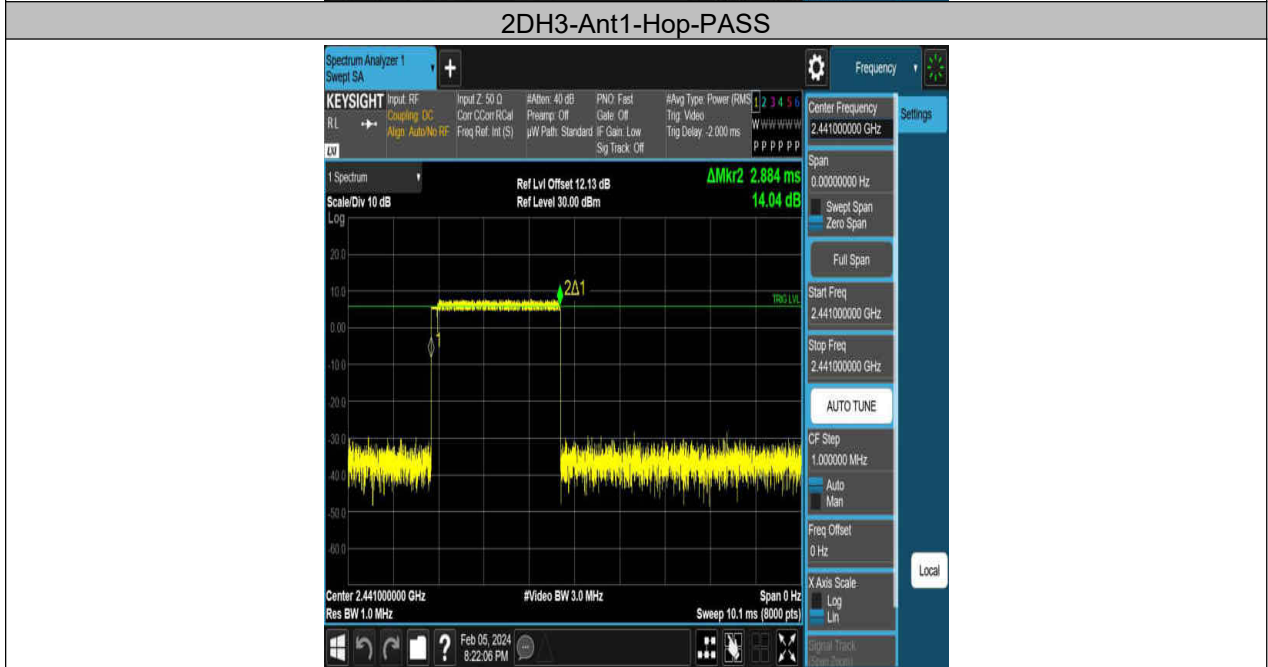 2DH3-Ant1-Hop-PASS
Spectrum Analyzer 1
Swept SA
+
Frequency
KEYSIGHT Input: RF Input Z: 50 Ω #Atten: 40 dB PNO: Fast #Avg Type: Power (RMS 1 2 3 4 5 6
RL Coupling: DC Corr CCorr RCal Preamp: Off Gate: Off Trig: Video W W W W W W
Align: Auto/No RF Freq Ref: Int (S) µW Path: Standard IF Gain: Low Trig Delay: -2.000 ms
Sig Track: Off P P P P P P
LXI
1 Spectrum
Ref Lvl Offset 12.13 dB
ΔMkr2 2.884 ms
Scale/Div 10 dB
Ref Level 30.00 dBm
14.04 dB
Log
20.0
10.0
0.00
-10.0
-20.0
-30.0
-40.0
-50.0
-60.0
2Δ1
TRIG LVL
1
Center 2.441000000 GHz #Video BW 3.0 MHz Span 0 Hz
Res BW 1.0 MHz Sweep 10.1 ms (8000 pts)
?
Feb 05, 2024
8:22:06 PM
Center Frequency
2.441000000 GHz
Settings
Span
0.00000000 Hz
Swept Span
Zero Span
Full Span
Start Freq
2.441000000 GHz
Stop Freq
2.441000000 GHz
AUTO TUNE
CF Step
1.000000 MHz
Auto
Man
Freq Offset
0 Hz
Local
X Axis Scale
Log
Lin
Signal Track
(Span Zoom)